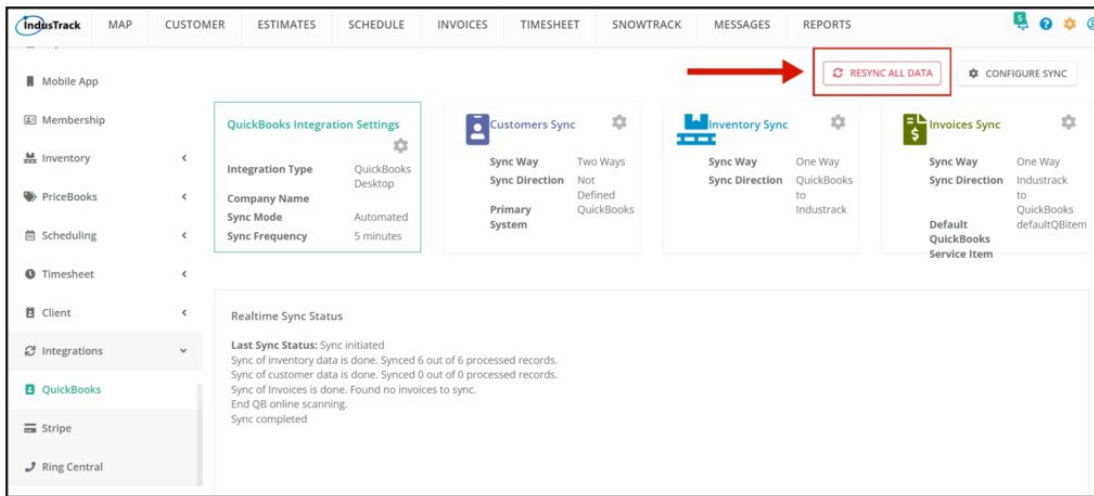 IndusTrack MAP CUSTOMER ESTIMATES SCHEDULE INVOICES TIMESHEET SNOWTRACK MESSAGES REPORTS 5
RESYNC ALL DATA CONFIGURE SYNC
Mobile App
Membership
Inventory
PriceBooks
Scheduling
Timesheet
Client
Integrations
QuickBooks
Stripe
Ring Central
QuickBooks Integration Settings
Integration Type QuickBooks
Desktop
Company Name
Sync Mode Automated
Sync Frequency 5 minutes
Customers Sync
Sync Way Two Ways
Sync Direction Not
Defined
Primary QuickBooks
System
Inventory Sync
Sync Way One Way
Sync Direction QuickBooks
to
Industrack
Invoices Sync
Sync Way One Way
Sync Direction Industrack
to
QuickBooks
Default defaultQBitem
QuickBooks
Service Item
Realtime Sync Status
Last Sync Status: Sync initiated
Sync of inventory data is done. Synced 6 out of 6 processed records.
Sync of customer data is done. Synced 0 out of 0 processed records.
Sync of Invoices is done. Found no invoices to sync.
End QB online scanning.
Sync completed